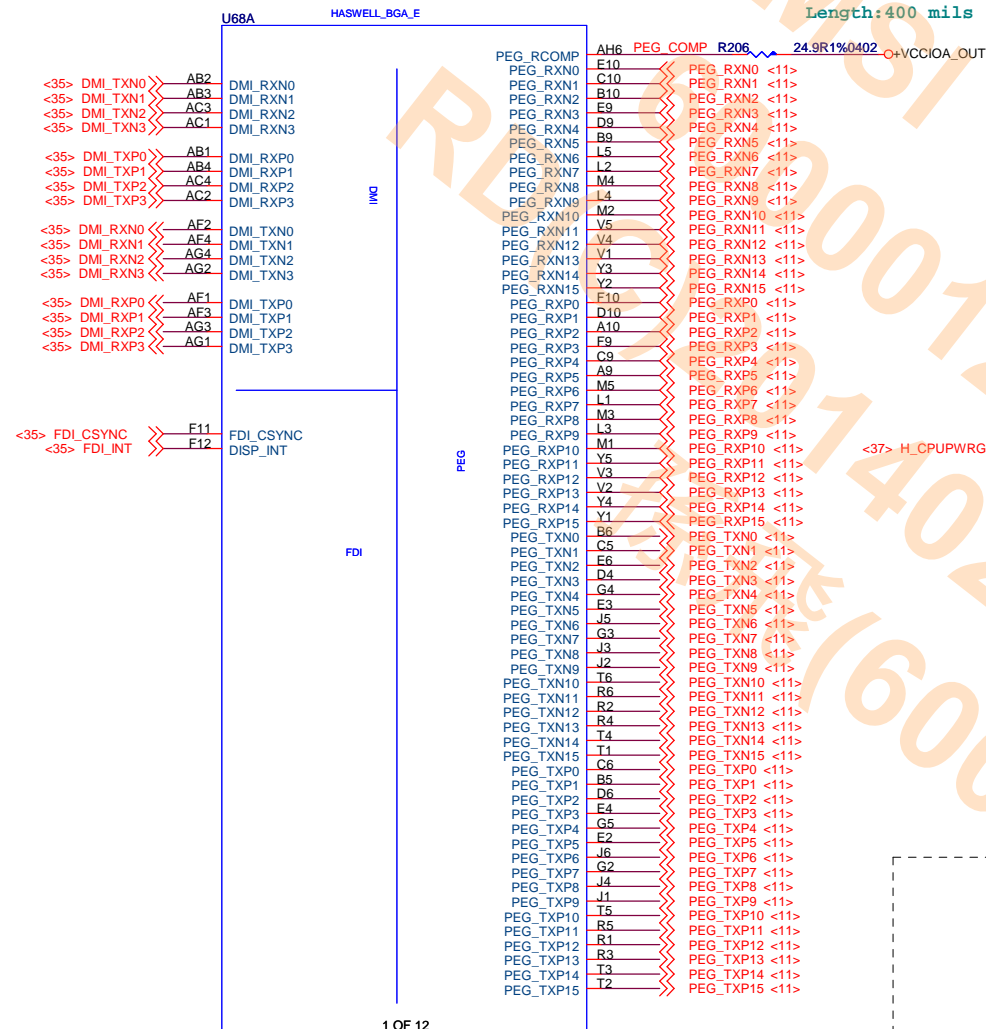 U68A
HASWELL_BGA_E
Length:400 mils
<35> DMI_TXN0 AB2 DMI_RXN0
<35> DMI_TXN1 AB3 DMI_RXN1
<35> DMI_TXN2 AC3 DMI_RXN2
<35> DMI_TXN3 AC1 DMI_RXN3
<35> DMI_TXP0 AB1 DMI_RXP0
<35> DMI_TXP1 AB4 DMI_RXP1
<35> DMI_TXP2 AC4 DMI_RXP2
<35> DMI_TXP3 AC2 DMI_RXP3
<35> DMI_RXN0 AF2 DMI_TXN0
<35> DMI_RXN1 AF4 DMI_TXN1
<35> DMI_RXN2 AG4 DMI_TXN2
<35> DMI_RXN3 AG2 DMI_TXN3
<35> DMI_RXP0 AF1 DMI_TXP0
<35> DMI_RXP1 AF3 DMI_TXP1
<35> DMI_RXP2 AG3 DMI_TXP2
<35> DMI_RXP3 AG1 DMI_TXP3
<35> FDI_CSYNC F11 FDI_CSYNC
<35> FDI_INT F12 DISP_INT
DMI
PEG
FDI
PEG_RCOMP AH6 PEG_COMP R206 24.9R1%0402 +VCCIOA_OUT
PEG_RXN0 E10 PEG_RXN0 <11>
PEG_RXN1 C10 PEG_RXN1 <11>
PEG_RXN2 B10 PEG_RXN2 <11>
PEG_RXN3 E9 PEG_RXN3 <11>
PEG_RXN4 D9 PEG_RXN4 <11>
PEG_RXN5 B9 PEG_RXN5 <11>
PEG_RXN6 L5 PEG_RXN6 <11>
PEG_RXN7 L2 PEG_RXN7 <11>
PEG_RXN8 M4 PEG_RXN8 <11>
PEG_RXN9 L4 PEG_RXN9 <11>
PEG_RXN10 M2 PEG_RXN10 <11>
PEG_RXN11 V5 PEG_RXN11 <11>
PEG_RXN12 V4 PEG_RXN12 <11>
PEG_RXN13 V1 PEG_RXN13 <11>
PEG_RXN14 Y3 PEG_RXN14 <11>
PEG_RXN15 Y2 PEG_RXN15 <11>
PEG_RXP0 F10 PEG_RXP0 <11>
PEG_RXP1 D10 PEG_RXP1 <11>
PEG_RXP2 A10 PEG_RXP2 <11>
PEG_RXP3 F9 PEG_RXP3 <11>
PEG_RXP4 C9 PEG_RXP4 <11>
PEG_RXP5 A9 PEG_RXP5 <11>
PEG_RXP6 M5 PEG_RXP6 <11>
PEG_RXP7 L1 PEG_RXP7 <11>
PEG_RXP8 M3 PEG_RXP8 <11>
PEG_RXP9 L3 PEG_RXP9 <11>
PEG_RXP10 M1 PEG_RXP10 <11>
PEG_RXP11 Y5 PEG_RXP11 <11>
PEG_RXP12 V3 PEG_RXP12 <11>
PEG_RXP13 V2 PEG_RXP13 <11>
PEG_RXP14 Y4 PEG_RXP14 <11>
PEG_RXP15 Y1 PEG_RXP15 <11>
PEG_TXN0 B6 PEG_TXN0 <11>
PEG_TXN1 C5 PEG_TXN1 <11>
PEG_TXN2 E6 PEG_TXN2 <11>
PEG_TXN3 D4 PEG_TXN3 <11>
PEG_TXN4 G4 PEG_TXN4 <11>
PEG_TXN5 E3 PEG_TXN5 <11>
PEG_TXN6 J5 PEG_TXN6 <11>
PEG_TXN7 G3 PEG_TXN7 <11>
PEG_TXN8 J3 PEG_TXN8 <11>
PEG_TXN9 J2 PEG_TXN9 <11>
PEG_TXN10 T6 PEG_TXN10 <11>
PEG_TXN11 R6 PEG_TXN11 <11>
PEG_TXN12 R2 PEG_TXN12 <11>
PEG_TXN13 R4 PEG_TXN13 <11>
PEG_TXN14 T4 PEG_TXN14 <11>
PEG_TXN15 T1 PEG_TXN15 <11>
PEG_TXP0 C6 PEG_TXP0 <11>
PEG_TXP1 B5 PEG_TXP1 <11>
PEG_TXP2 D6 PEG_TXP2 <11>
PEG_TXP3 E4 PEG_TXP3 <11>
PEG_TXP4 G5 PEG_TXP4 <11>
PEG_TXP5 E2 PEG_TXP5 <11>
PEG_TXP6 J6 PEG_TXP6 <11>
PEG_TXP7 G2 PEG_TXP7 <11>
PEG_TXP8 J4 PEG_TXP8 <11>
PEG_TXP9 J1 PEG_TXP9 <11>
PEG_TXP10 T5 PEG_TXP10 <11>
PEG_TXP11 R5 PEG_TXP11 <11>
PEG_TXP12 R1 PEG_TXP12 <11>
PEG_TXP13 R3 PEG_TXP13 <11>
PEG_TXP14 T3 PEG_TXP14 <11>
PEG_TXP15 T2 PEG_TXP15 <11>
<37> H_CPUPWRG
1 OF 12
MSI